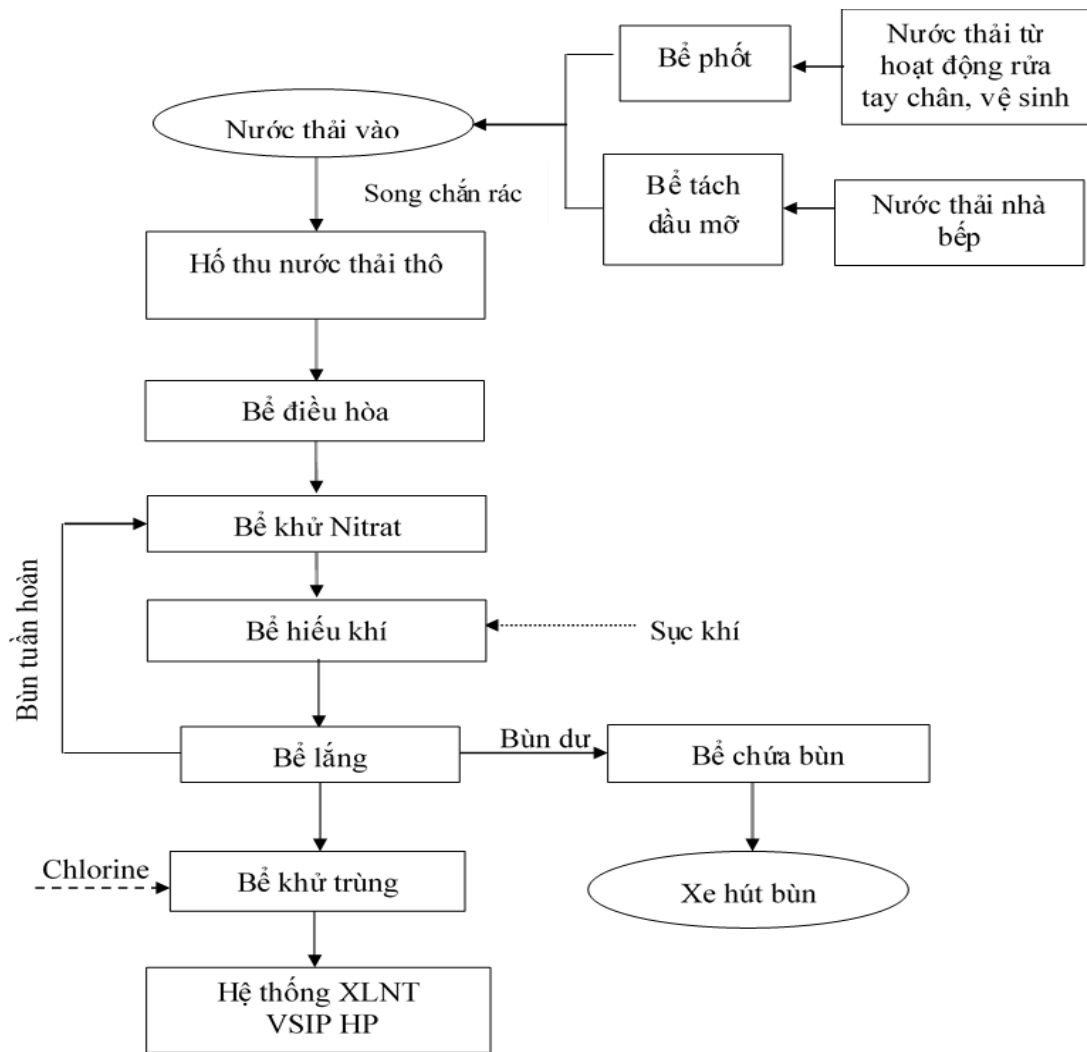 Nước thải từ
hoạt động rửa
tay chân, vệ sinh
Bể phốt
Nước thải vào
Song chắn rác
Bể tách
dầu mỡ
Nước thải nhà
bếp
Hố thu nước thải thô
Bể điều hòa
Bể khử Nitrat
Bùn tuần hoàn
Bể hiếu khí
Sục khí
Bể lắng
Bùn dư
Bể chứa bùn
Chlorine
Bể khử trùng
Xe hút bùn
Hệ thống XLNT
VSIP HP